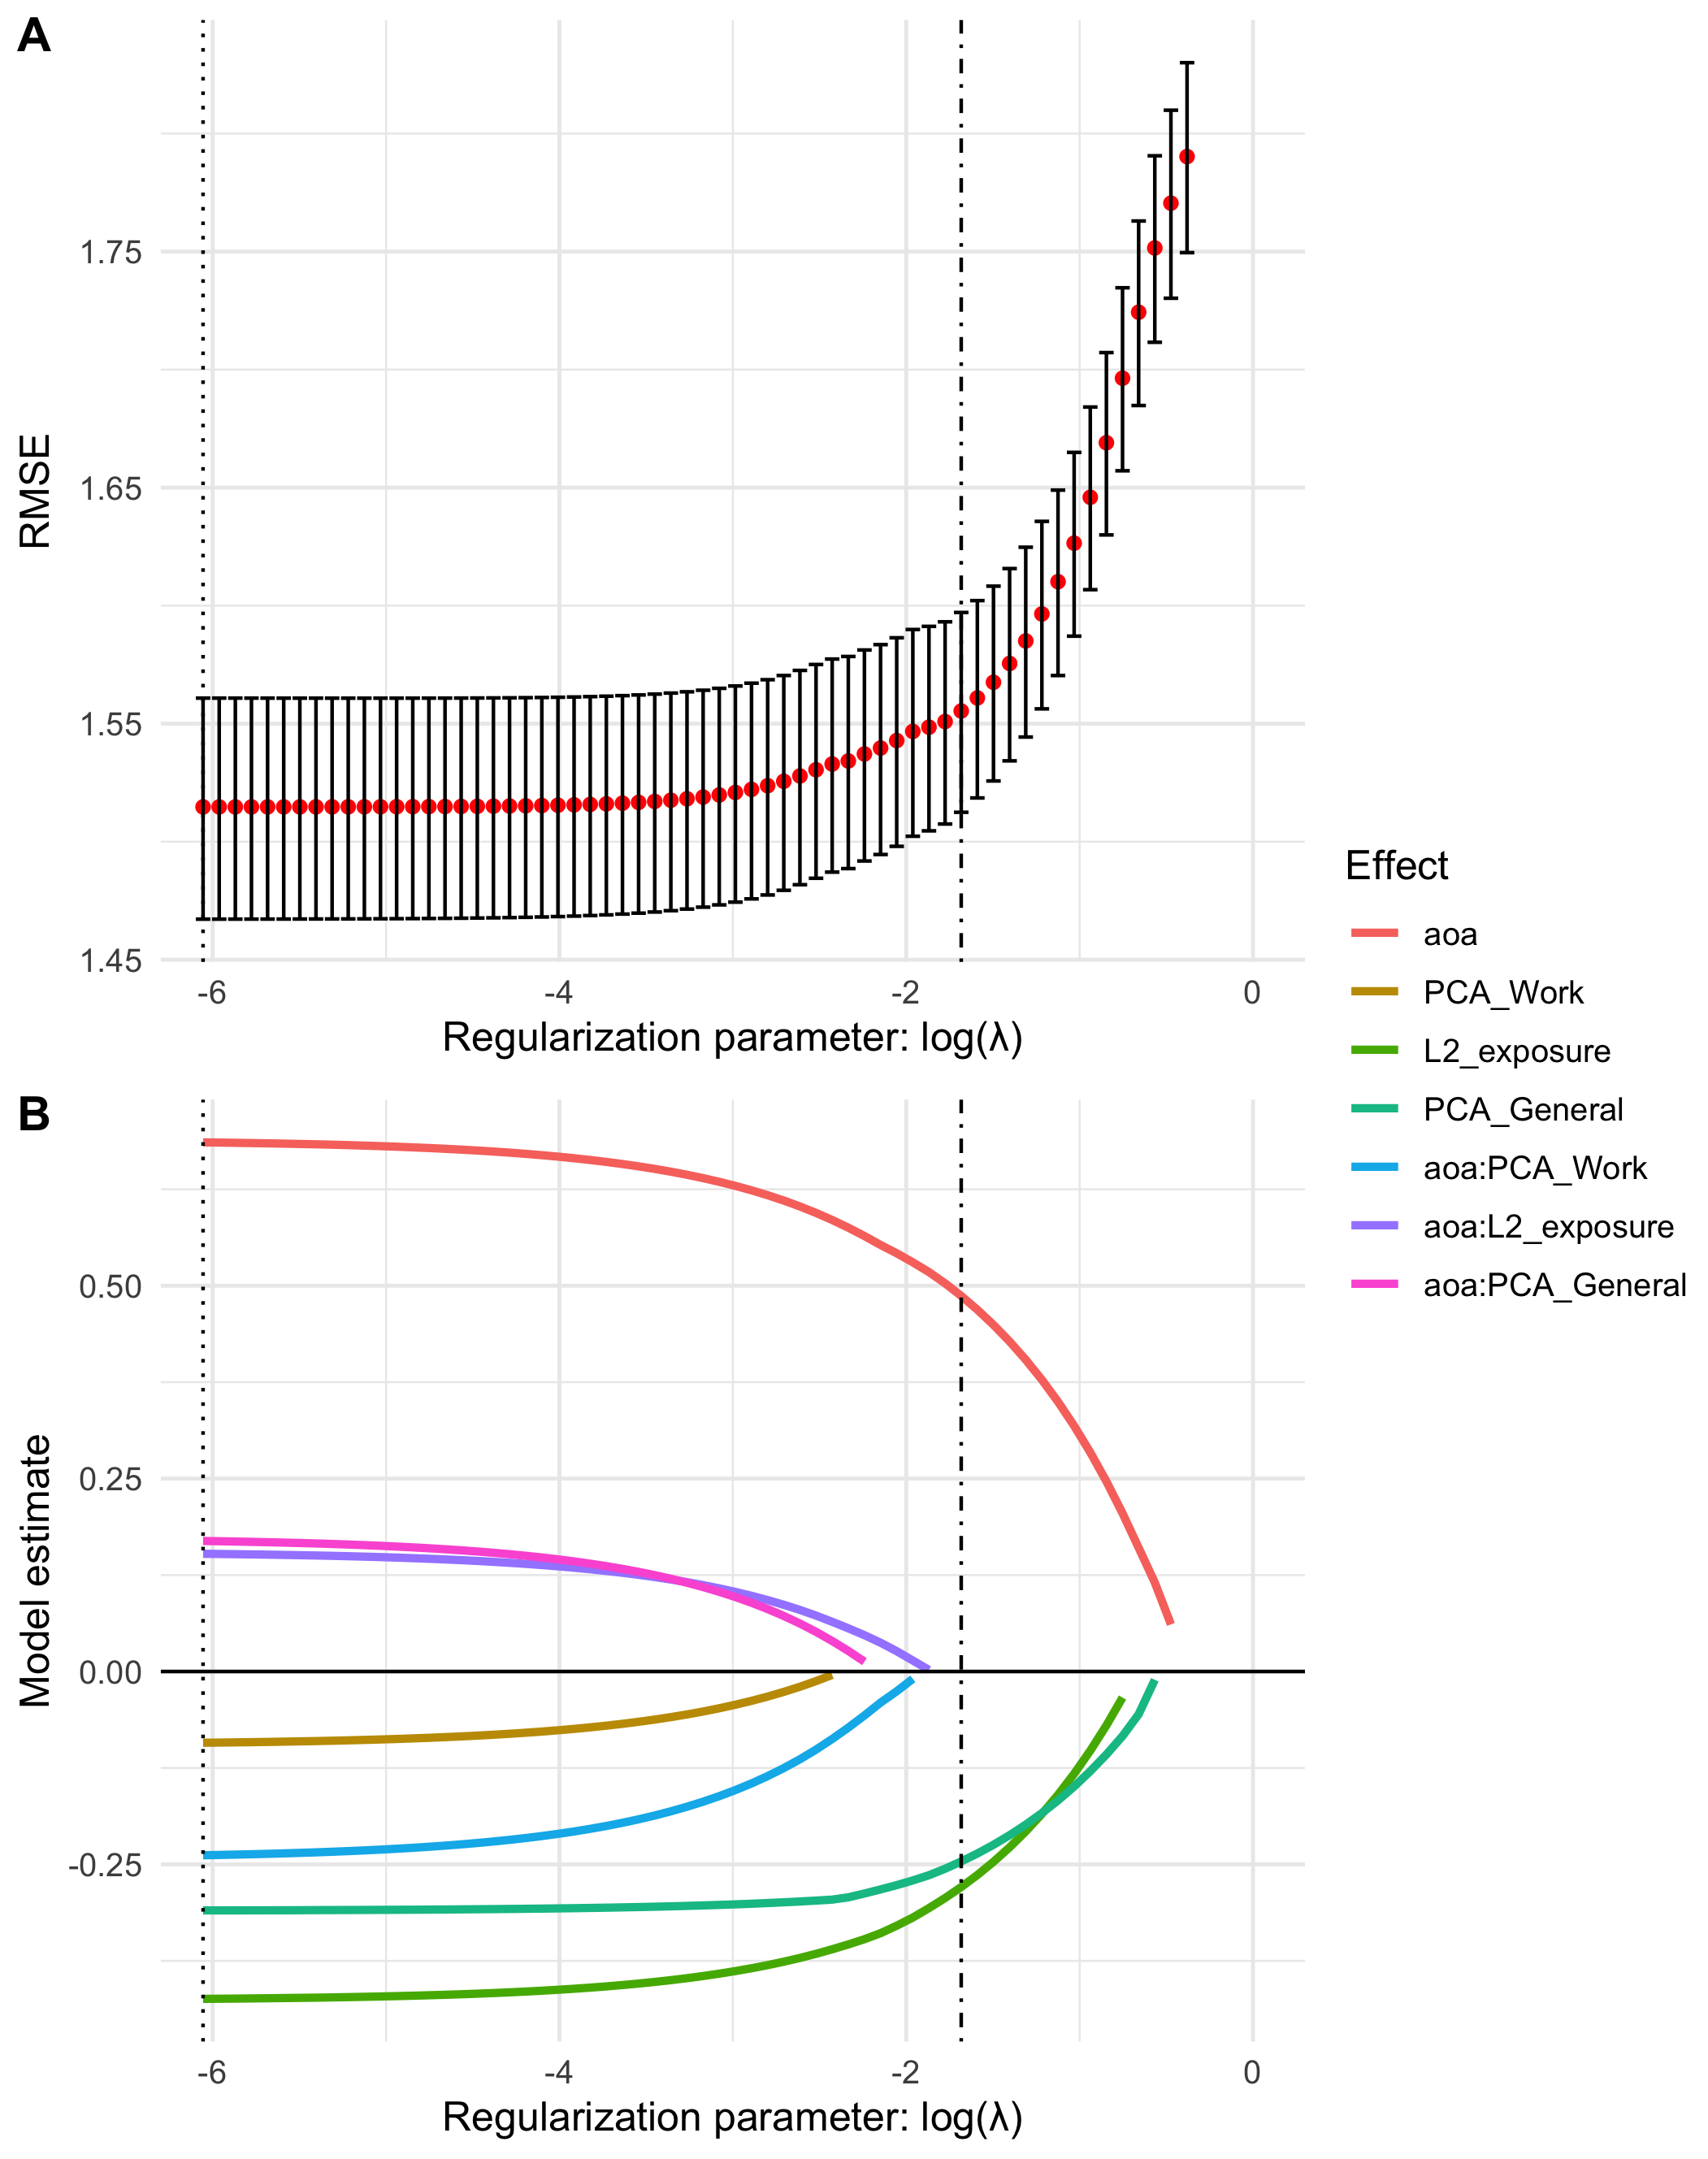 A
RMSE
1.75
1.65
1.55
1.45
-6 -4 -2 0
Regularization parameter: log(λ)
Effect
aoa
PCA_Work
L2_exposure
PCA_General
aoa:PCA_Work
aoa:L2_exposure
aoa:PCA_General
B
Model estimate
0.50
0.25
0.00
-0.25
-6 -4 -2 0
Regularization parameter: log(λ)